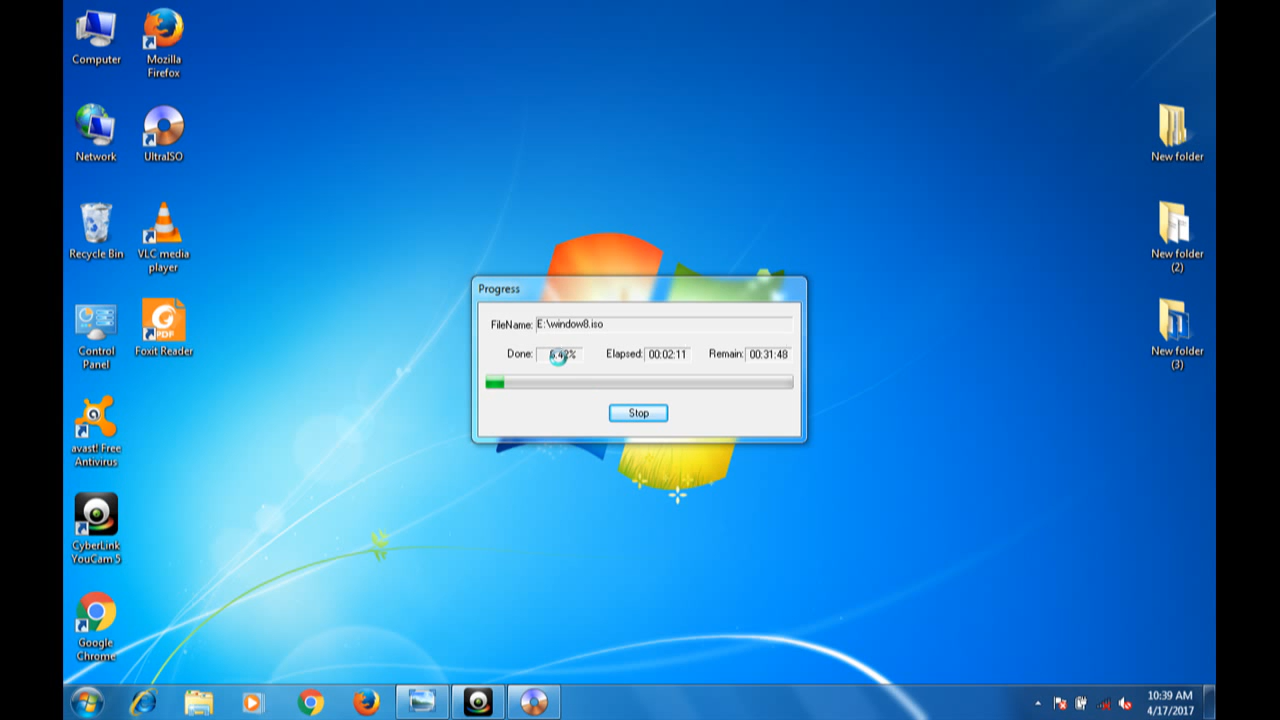 Computer
Mozilla
Firefox
Network
UltraISO
Recycle Bin
VLC media
player
Control
Panel
PDF
Foxit Reader
avast! Free
Antivirus
CyberLink
YouCam 5
Google
Chrome
New folder
New folder
(2)
New folder
(3)
Progress
FileName: E:\window8.iso
Done: Elapsed: 00:02:11 Remain: 00:31:48
Stop
10:39 AM
4/17/2017